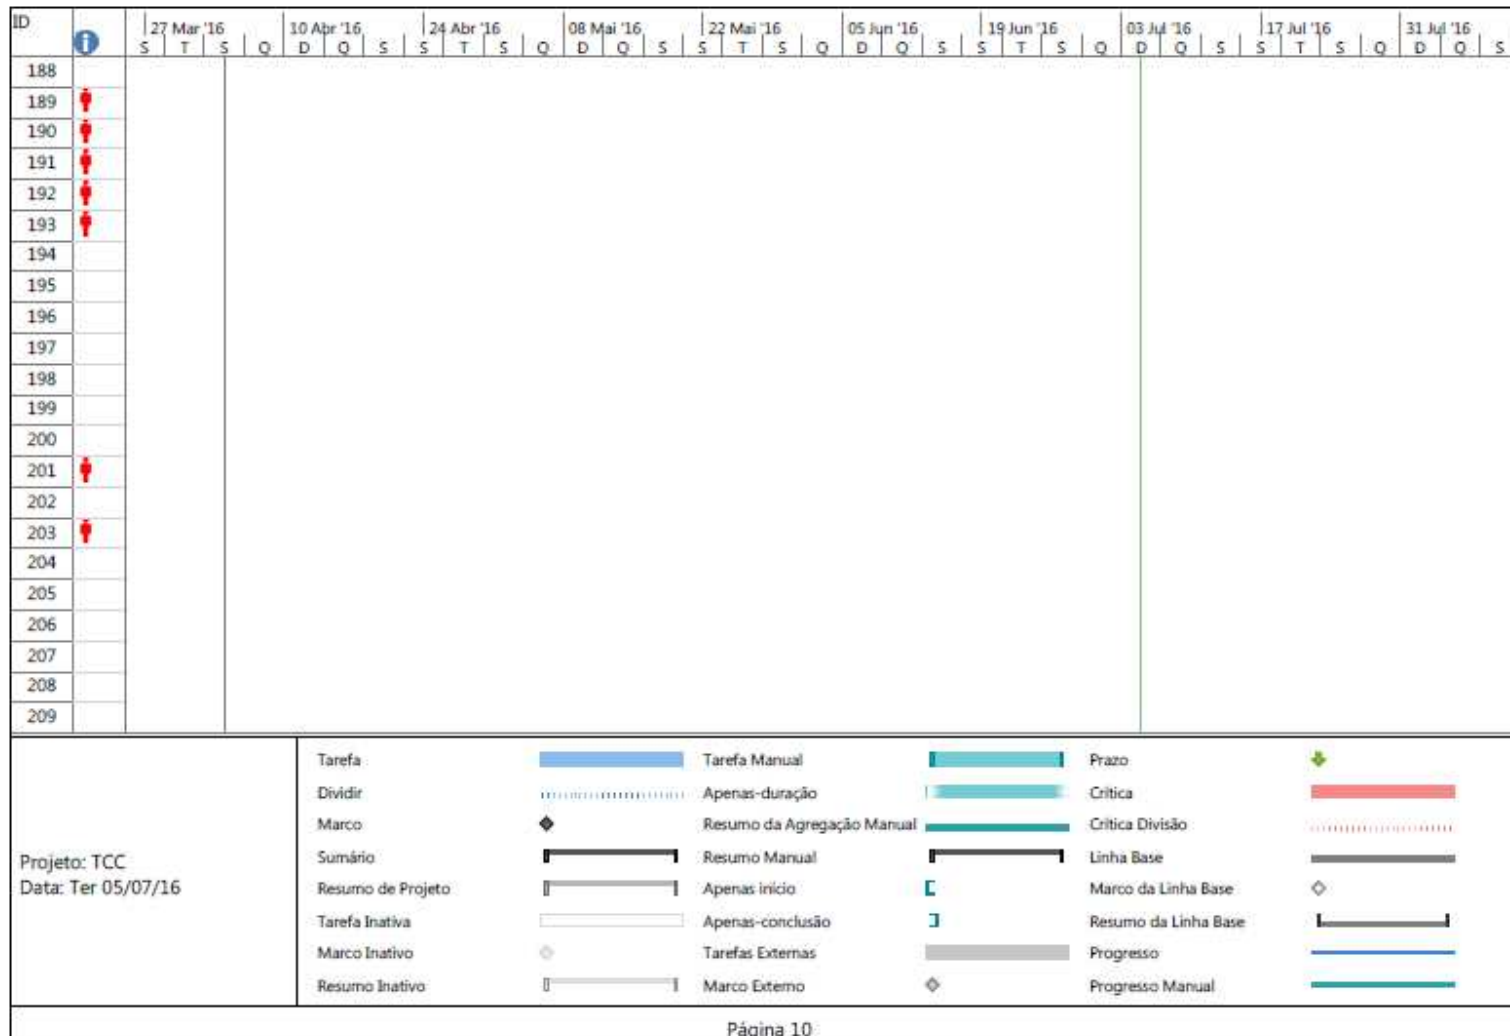 ID
27 Mar '16 10 Abr '16 24 Abr '16 08 Mai '16 22 Mai '16 05 Jun '16 19 Jun '16 03 Jul '16 17 Jul '16 31 Jul '16
S T S Q D Q S S T S Q D Q S S T S Q D Q S S T S Q D Q S S T S Q D Q S
188
189
190
191
192
193
194
195
196
197
198
199
200
201
202
203
204
205
206
207
208
209
Projeto: TCC
Data: Ter 05/07/16
Tarefa
Dividir
Marco
Sumário
Resumo de Projeto
Tarefa Inativa
Marco Inativo
Resumo Inativo
Tarefa Manual
Apenas-duração
Resumo da Agregação Manual
Resumo Manual
Apenas início
Apenas-conclusão
Tarefas Externas
Marco Externo
Prazo
Crítica
Crítica Divisão
Linha Base
Marco da Linha Base
Resumo da Linha Base
Progresso
Progresso Manual
Página 10